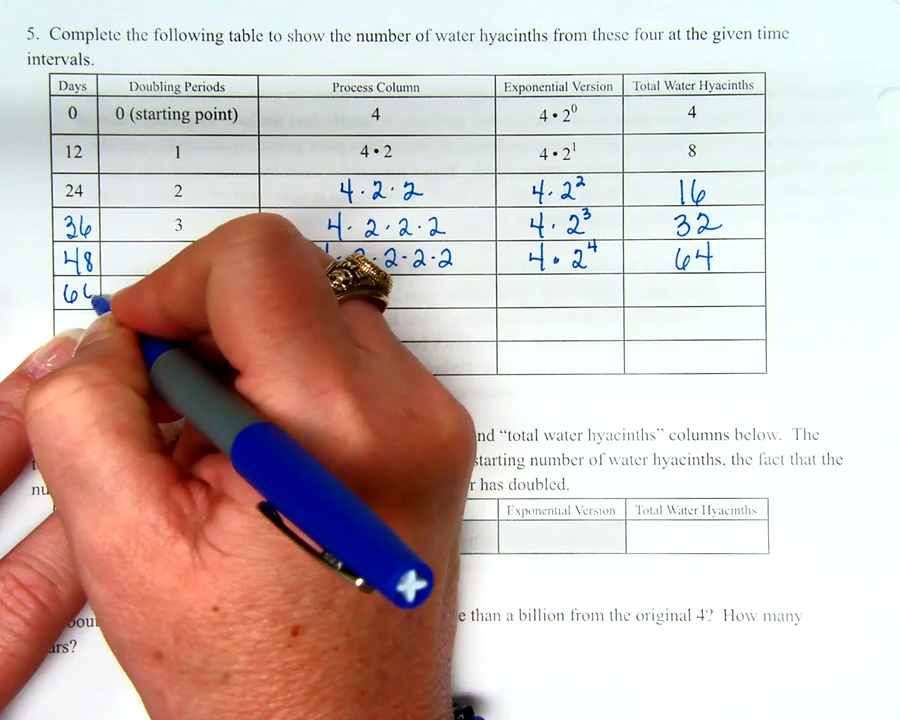 5. Complete the following table to show the number of water hyacinths from these four at the given time
intervals.
Days Doubling Periods Process Column Exponential Version Total Water Hyacinths
0 0 (starting point) 4 4 • 2⁰ 4
12 1 4 • 2 4 • 2¹ 8
24 2 4 · 2 · 2 4 · 2² 16
36 3 4 · 2 · 2 · 2 4 · 2³ 32
48 2 · 2 · 2 4 · 2⁴ 64
nd “total water hyacinths” columns below. The
starting number of water hyacinths, the fact that the
nu r has doubled.
Exponential Version Total Water Hyacinths
e than a billion from the original 4? How many